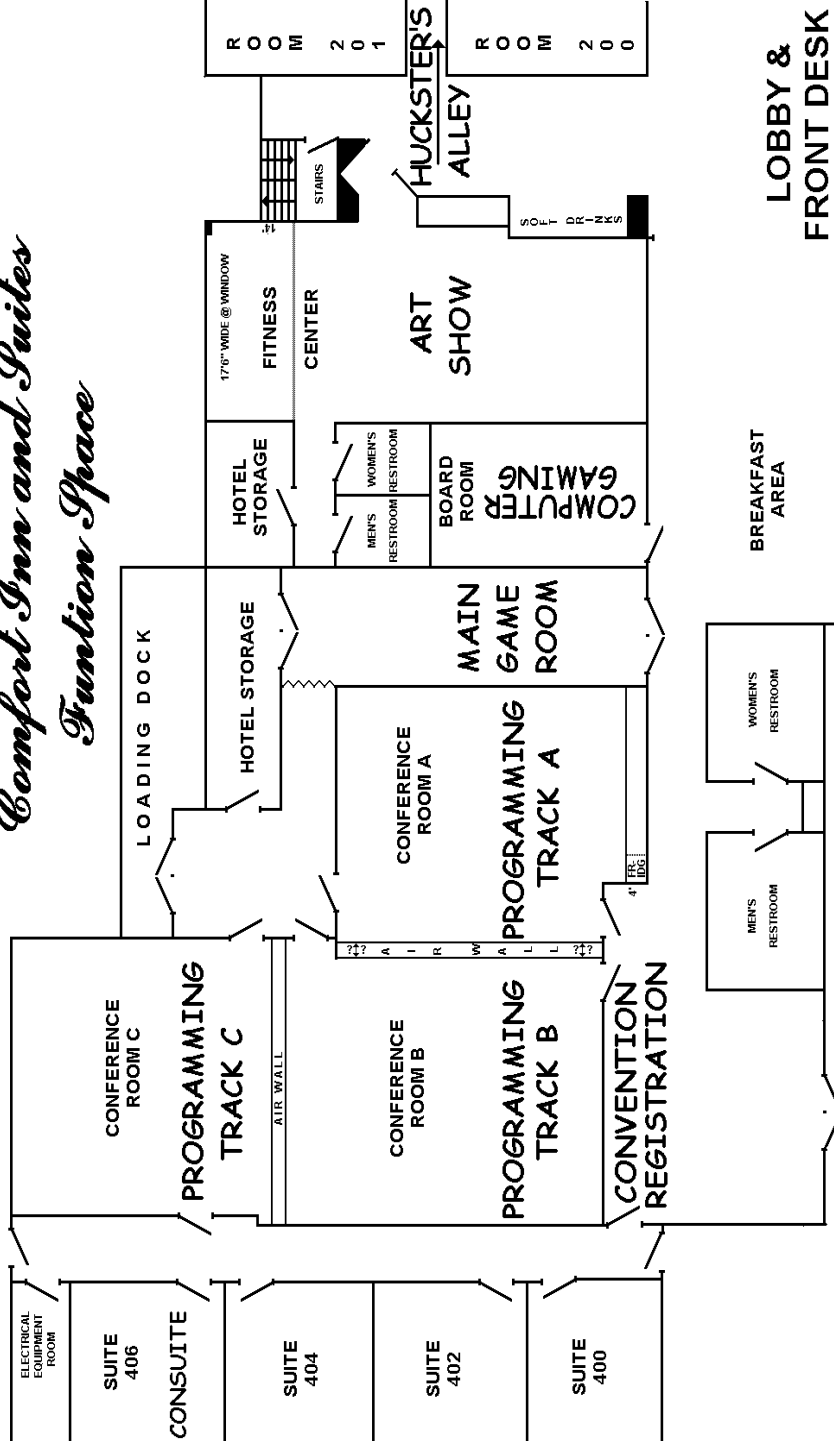 Comfort Inn and Suites
Funtion Space
ROOM 201
ROOM 200
HUCKSTER'S
ALLEY
LOBBY &
FRONT DESK
STAIRS
14'
17'6" WIDE @ WINDOW
FITNESS
CENTER
SOFT DRINKS
ART
SHOW
HOTEL
STORAGE
WOMEN'S
RESTROOM
MEN'S
RESTROOM
BOARD
ROOM
COMPUTER
GAMING
BREAKFAST
AREA
LOADING DOCK
HOTEL STORAGE
MAIN
GAME
ROOM
CONFERENCE
ROOM A
PROGRAMMING
TRACK A
FR-
IDG
4'
WOMEN'S
RESTROOM
MEN'S
RESTROOM
?↕? AIR WALL ?↕?
CONFERENCE
ROOM C
PROGRAMMING
TRACK C
AIR WALL
CONFERENCE
ROOM B
PROGRAMMING
TRACK B
CONVENTION
REGISTRATION
ELECTRICAL
EQUIPMENT
ROOM
SUITE
406
CONSUITE
SUITE
404
SUITE
402
SUITE
400